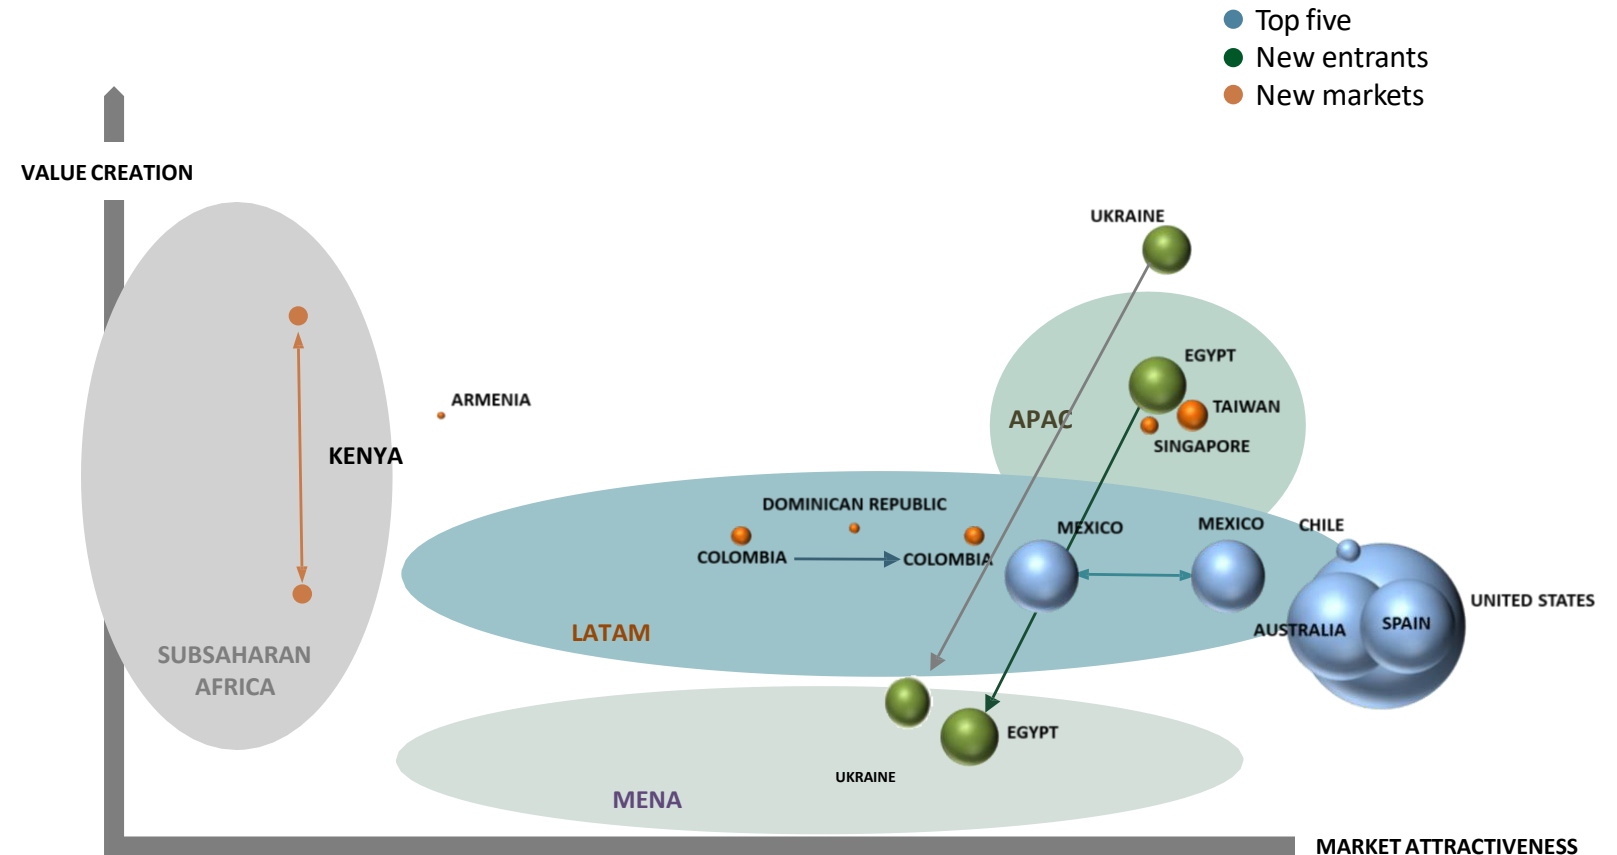 Top five
New entrants
New markets
VALUE CREATION
UKRAINE
EGYPT
ARMENIA
TAIWAN
APAC
SINGAPORE
KENYA
DOMINICAN REPUBLIC
MEXICO
MEXICO
CHILE
COLOMBIA
COLOMBIA
UNITED STATES
SPAIN
AUSTRALIA
LATAM
SUBSAHARAN
AFRICA
EGYPT
UKRAINE
MENA
MARKET ATTRACTIVENESS